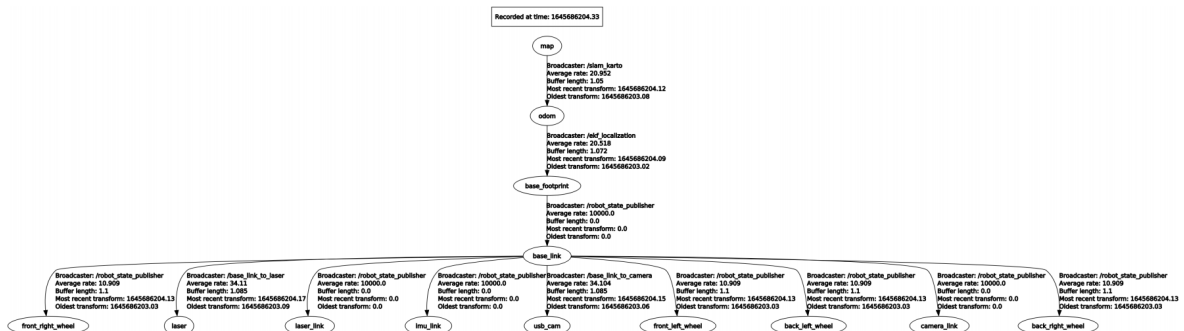 Recorded at time: 1645686204.33
map
Broadcaster: /slam_karto
Average rate: 20.952
Buffer length: 1.05
Most recent transform: 1645686204.12
Oldest transform: 1645686203.08
odom
Broadcaster: /ekf_localization
Average rate: 20.518
Buffer length: 1.072
Most recent transform: 1645686204.09
Oldest transform: 1645686203.02
base_footprint
Broadcaster: /robot_state_publisher
Average rate: 10000.0
Buffer length: 0.0
Most recent transform: 0.0
Oldest transform: 0.0
base_link
Broadcaster: /robot_state_publisher
Average rate: 10.909
Buffer length: 1.1
Most recent transform: 1645686204.13
Oldest transform: 1645686203.03
front_right_wheel
Broadcaster: /base_link_to_laser
Average rate: 34.11
Buffer length: 1.085
Most recent transform: 1645686204.17
Oldest transform: 1645686203.09
laser
Broadcaster: /robot_state_publisher
Average rate: 10000.0
Buffer length: 0.0
Most recent transform: 0.0
Oldest transform: 0.0
laser_link
Broadcaster: /robot_state_publisher
Average rate: 10000.0
Buffer length: 0.0
Most recent transform: 0.0
Oldest transform: 0.0
imu_link
Broadcaster: /base_link_to_camera
Average rate: 34.104
Buffer length: 1.085
Most recent transform: 1645686204.15
Oldest transform: 1645686203.06
usb_cam
Broadcaster: /robot_state_publisher
Average rate: 10.909
Buffer length: 1.1
Most recent transform: 1645686204.13
Oldest transform: 1645686203.03
front_left_wheel
Broadcaster: /robot_state_publisher
Average rate: 10.909
Buffer length: 1.1
Most recent transform: 1645686204.13
Oldest transform: 1645686203.03
back_left_wheel
Broadcaster: /robot_state_publisher
Average rate: 10000.0
Buffer length: 0.0
Most recent transform: 0.0
Oldest transform: 0.0
camera_link
Broadcaster: /robot_state_publisher
Average rate: 10.909
Buffer length: 1.1
Most recent transform: 1645686204.13
Oldest transform: 1645686203.03
back_right_wheel